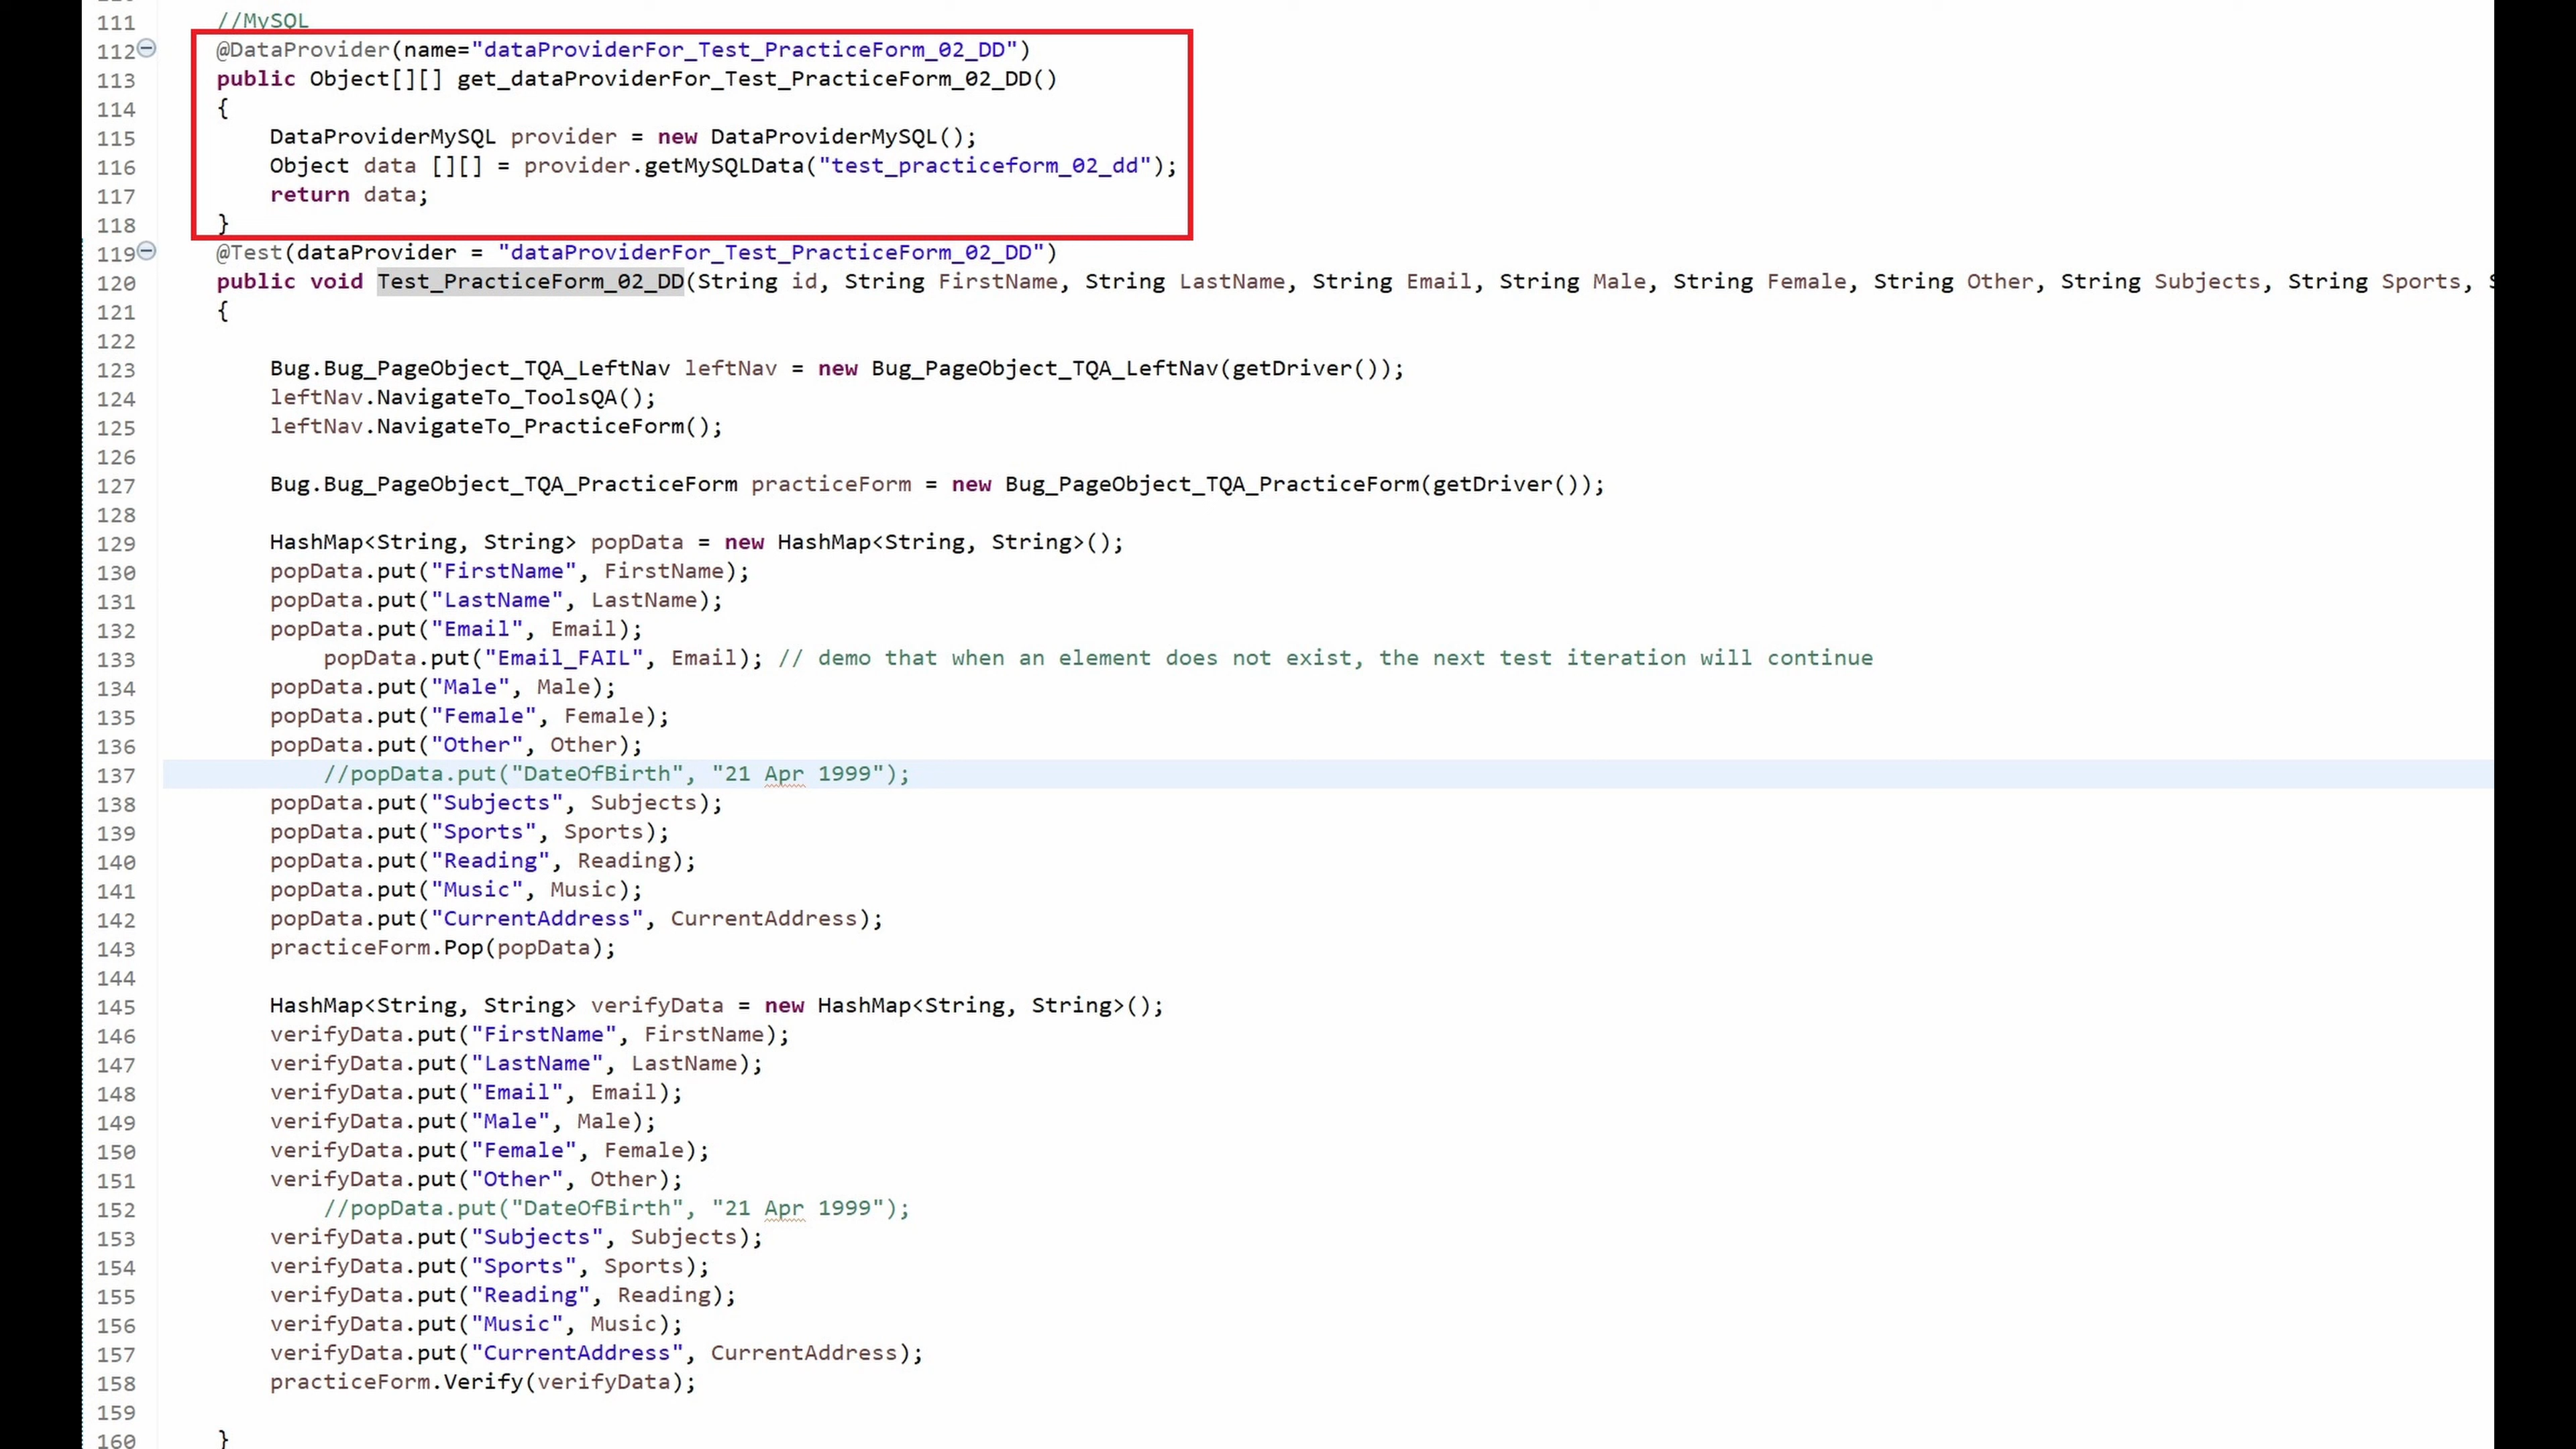 111 //MySQL
112 @DataProvider(name="dataProviderFor_Test_PracticeForm_02_DD")
113 public Object[][] get_dataProviderFor_Test_PracticeForm_02_DD()
114 {
115 DataProviderMySQL provider = new DataProviderMySQL();
116 Object data [][] = provider.getMySQLData("test_practiceform_02_dd");
117 return data;
118 }
119 @Test(dataProvider = "dataProviderFor_Test_PracticeForm_02_DD")
120 public void Test_PracticeForm_02_DD(String id, String FirstName, String LastName, String Email, String Male, String Female, String Other, String Subjects, String Sports,
121 {
122
123 Bug.Bug_PageObject_TQA_LeftNav leftNav = new Bug_PageObject_TQA_LeftNav(getDriver());
124 leftNav.NavigateTo_ToolsQA();
125 leftNav.NavigateTo_PracticeForm();
126
127 Bug.Bug_PageObject_TQA_PracticeForm practiceForm = new Bug_PageObject_TQA_PracticeForm(getDriver());
128
129 HashMap<String, String> popData = new HashMap<String, String>();
130 popData.put("FirstName", FirstName);
131 popData.put("LastName", LastName);
132 popData.put("Email", Email);
133 popData.put("Email_FAIL", Email); // demo that when an element does not exist, the next test iteration will continue
134 popData.put("Male", Male);
135 popData.put("Female", Female);
136 popData.put("Other", Other);
137 //popData.put("DateOfBirth", "21 Apr 1999");
138 popData.put("Subjects", Subjects);
139 popData.put("Sports", Sports);
140 popData.put("Reading", Reading);
141 popData.put("Music", Music);
142 popData.put("CurrentAddress", CurrentAddress);
143 practiceForm.Pop(popData);
144
145 HashMap<String, String> verifyData = new HashMap<String, String>();
146 verifyData.put("FirstName", FirstName);
147 verifyData.put("LastName", LastName);
148 verifyData.put("Email", Email);
149 verifyData.put("Male", Male);
150 verifyData.put("Female", Female);
151 verifyData.put("Other", Other);
152 //popData.put("DateOfBirth", "21 Apr 1999");
153 verifyData.put("Subjects", Subjects);
154 verifyData.put("Sports", Sports);
155 verifyData.put("Reading", Reading);
156 verifyData.put("Music", Music);
157 verifyData.put("CurrentAddress", CurrentAddress);
158 practiceForm.Verify(verifyData);
159
160 }